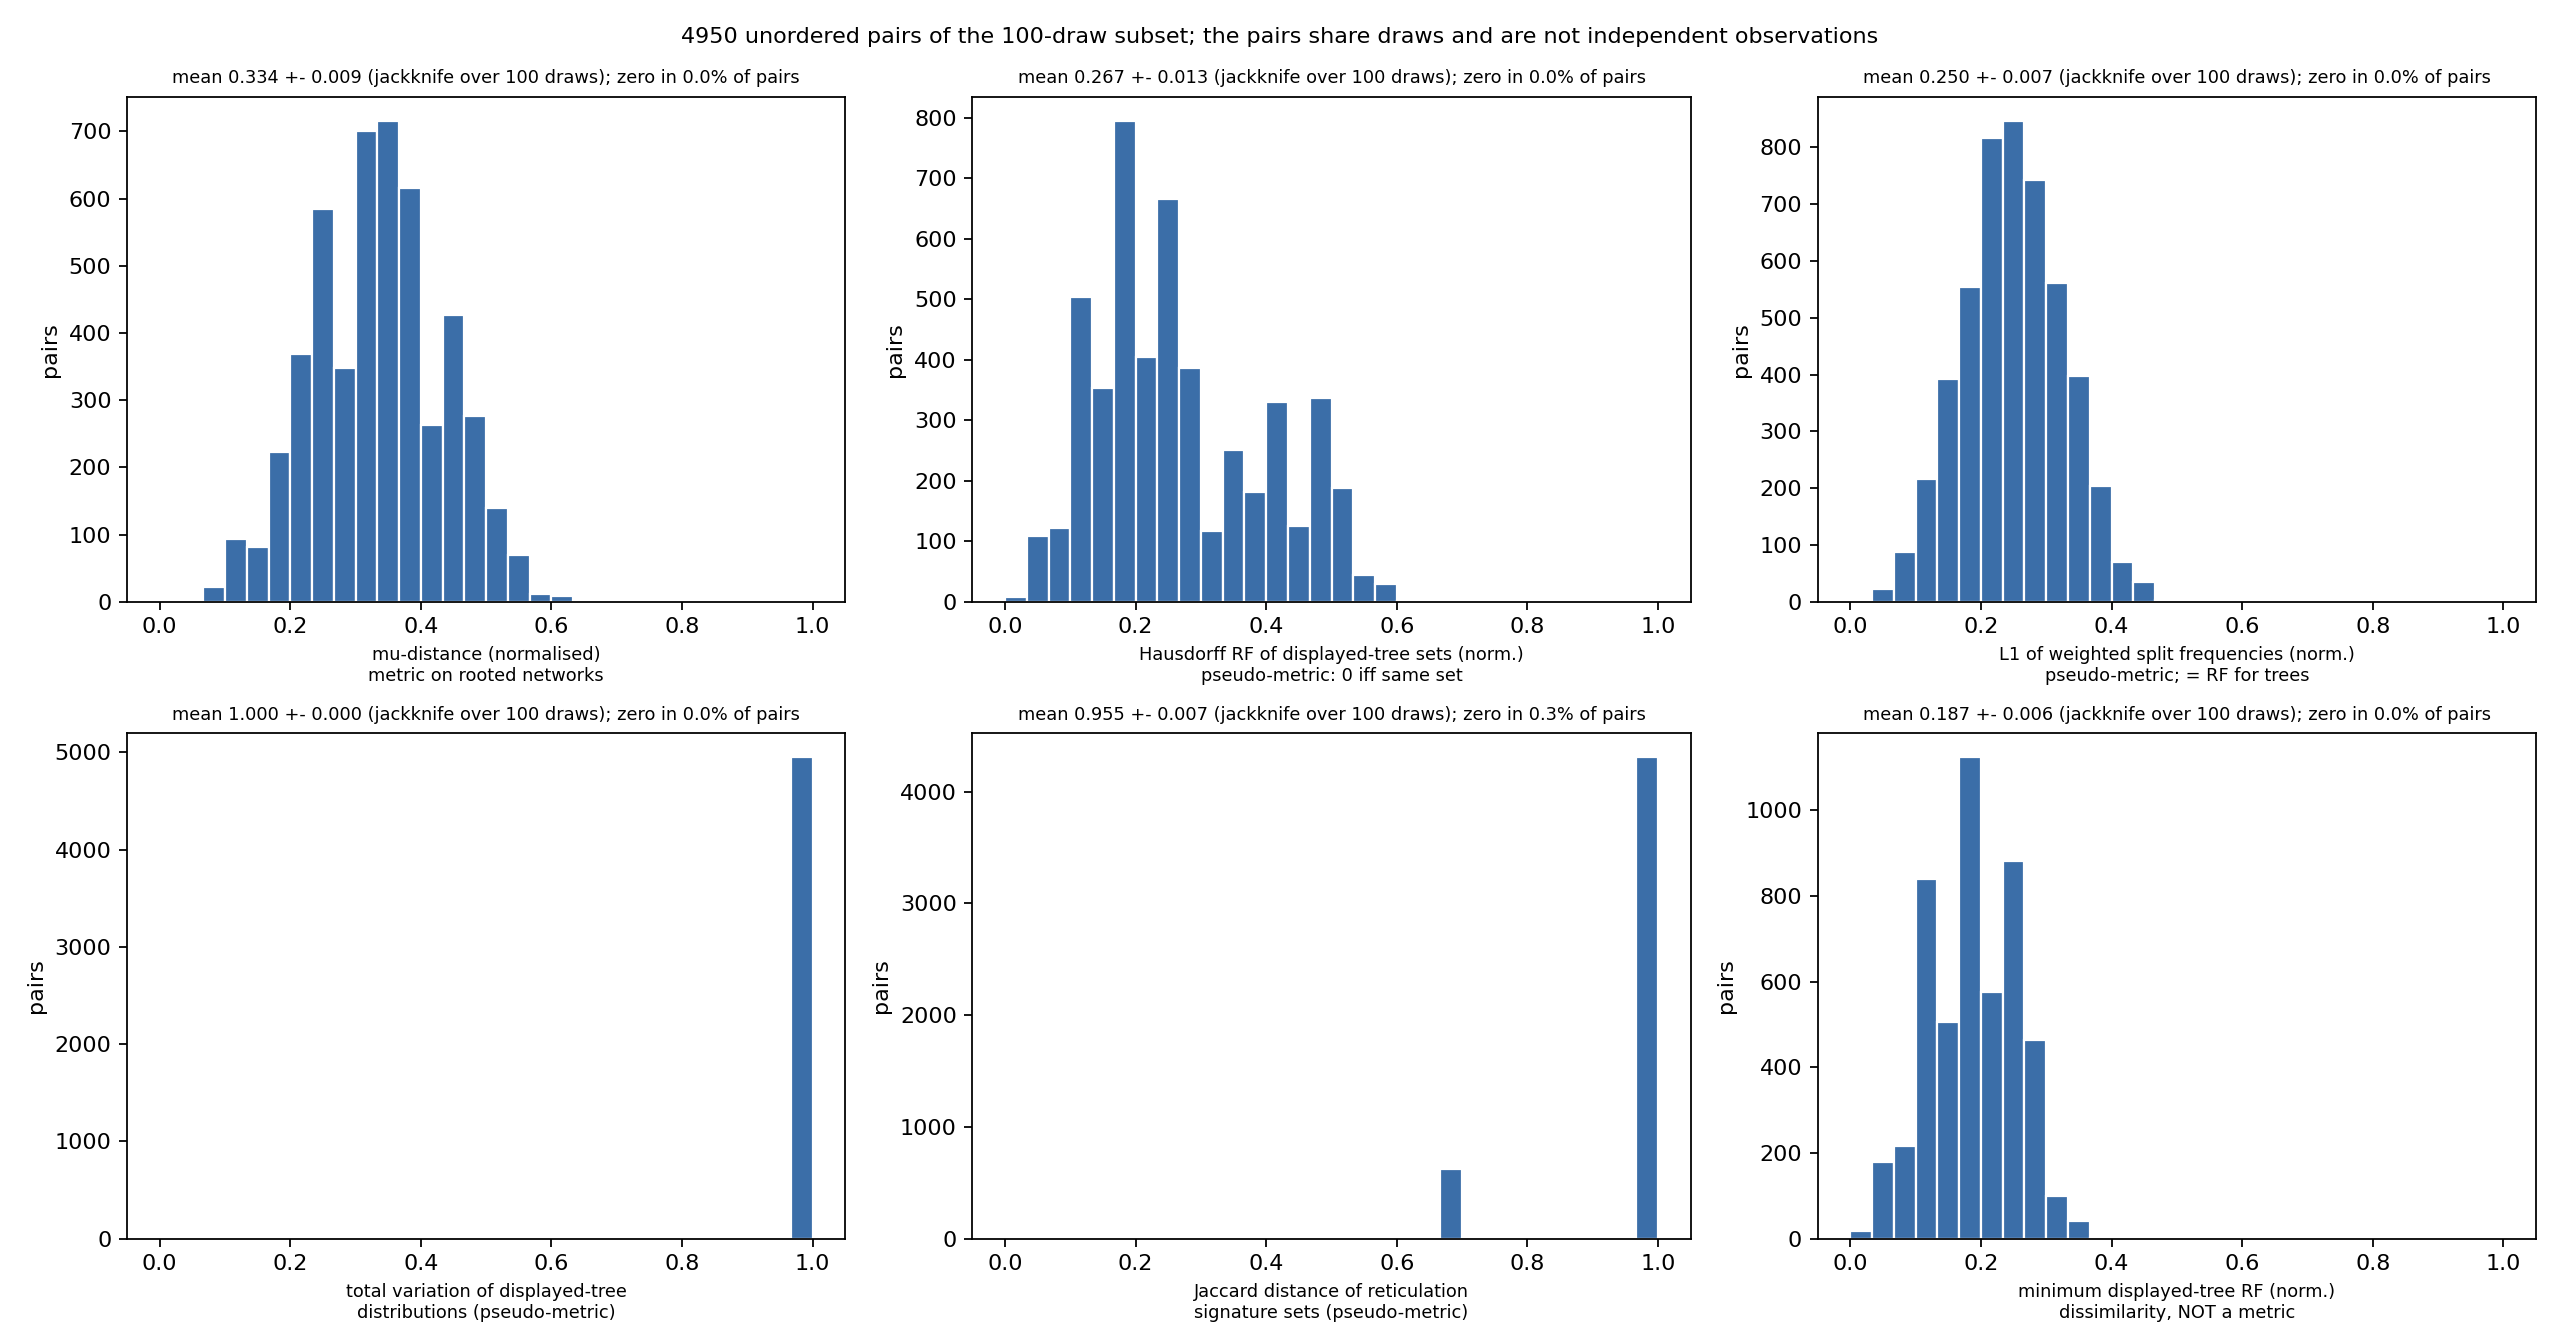 4950 unordered pairs of the 100-draw subset; the pairs share draws and are not independent observations
mean 0.334 +- 0.009 (jackknife over 100 draws); zero in 0.0% of pairs
700
600
500
400
300
200
100
0
pairs
0.0 0.2 0.4 0.6 0.8 1.0
mu-distance (normalised)
metric on rooted networks
mean 0.267 +- 0.013 (jackknife over 100 draws); zero in 0.0% of pairs
800
700
600
500
400
300
200
100
0
pairs
0.0 0.2 0.4 0.6 0.8 1.0
Hausdorff RF of displayed-tree sets (norm.)
pseudo-metric: 0 iff same set
mean 0.250 +- 0.007 (jackknife over 100 draws); zero in 0.0% of pairs
800
700
600
500
400
300
200
100
0
pairs
0.0 0.2 0.4 0.6 0.8 1.0
L1 of weighted split frequencies (norm.)
pseudo-metric; = RF for trees
mean 1.000 +- 0.000 (jackknife over 100 draws); zero in 0.0% of pairs
5000
4000
3000
2000
1000
0
pairs
0.0 0.2 0.4 0.6 0.8 1.0
total variation of displayed-tree
distributions (pseudo-metric)
mean 0.955 +- 0.007 (jackknife over 100 draws); zero in 0.3% of pairs
4000
3000
2000
1000
0
pairs
0.0 0.2 0.4 0.6 0.8 1.0
Jaccard distance of reticulation
signature sets (pseudo-metric)
mean 0.187 +- 0.006 (jackknife over 100 draws); zero in 0.0% of pairs
1000
800
600
400
200
0
pairs
0.0 0.2 0.4 0.6 0.8 1.0
minimum displayed-tree RF (norm.)
dissimilarity, NOT a metric